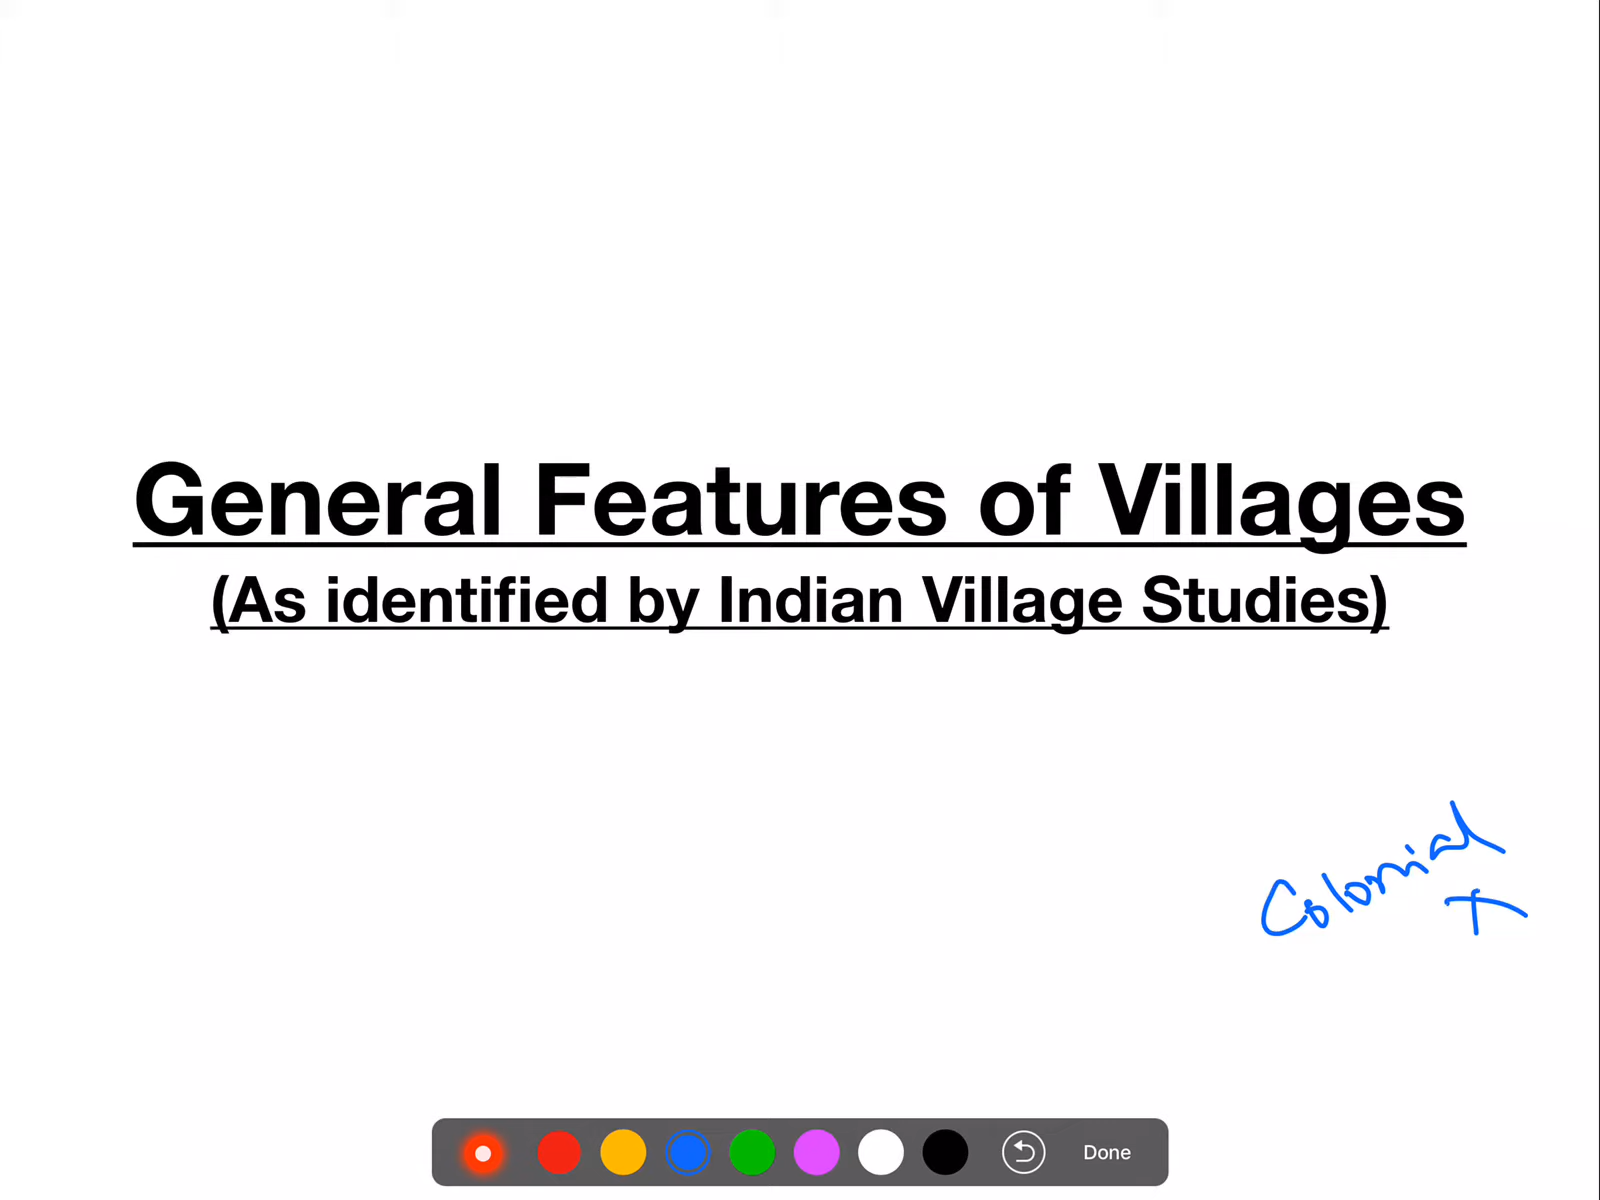 General Features of Villages
(As identified by Indian Village Studies)
Colonial
Done